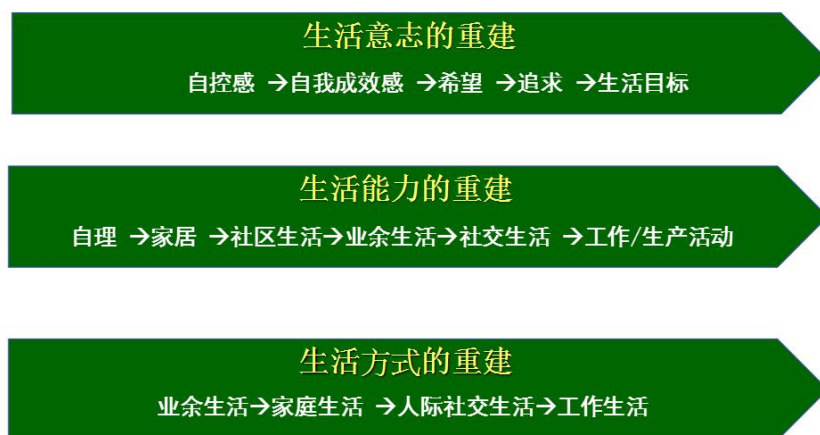 生活意志的重建
自控感 →自我成效感 →希望 →追求 →生活目标
生活能力的重建
自理 →家居 →社区生活→业余生活→社交生活 →工作/生产活动
生活方式的重建
业余生活→家庭生活 →人际社交生活→工作生活